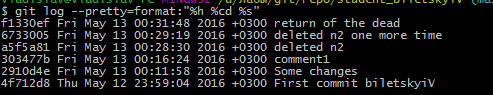 $ git log --pretty=format:"%h %cd %s"
f1330ef Fri May 13 00:31:48 2016 +0300 return of the dead
6733005 Fri May 13 00:29:19 2016 +0300 deleted n2 one more time
a5f5a81 Fri May 13 00:28:30 2016 +0300 deleted n2
303477b Fri May 13 00:16:24 2016 +0300 comment1
2910d4e Fri May 13 00:11:58 2016 +0300 Some changes
4f712d8 Thu May 12 23:59:04 2016 +0300 First commit biletskyiV